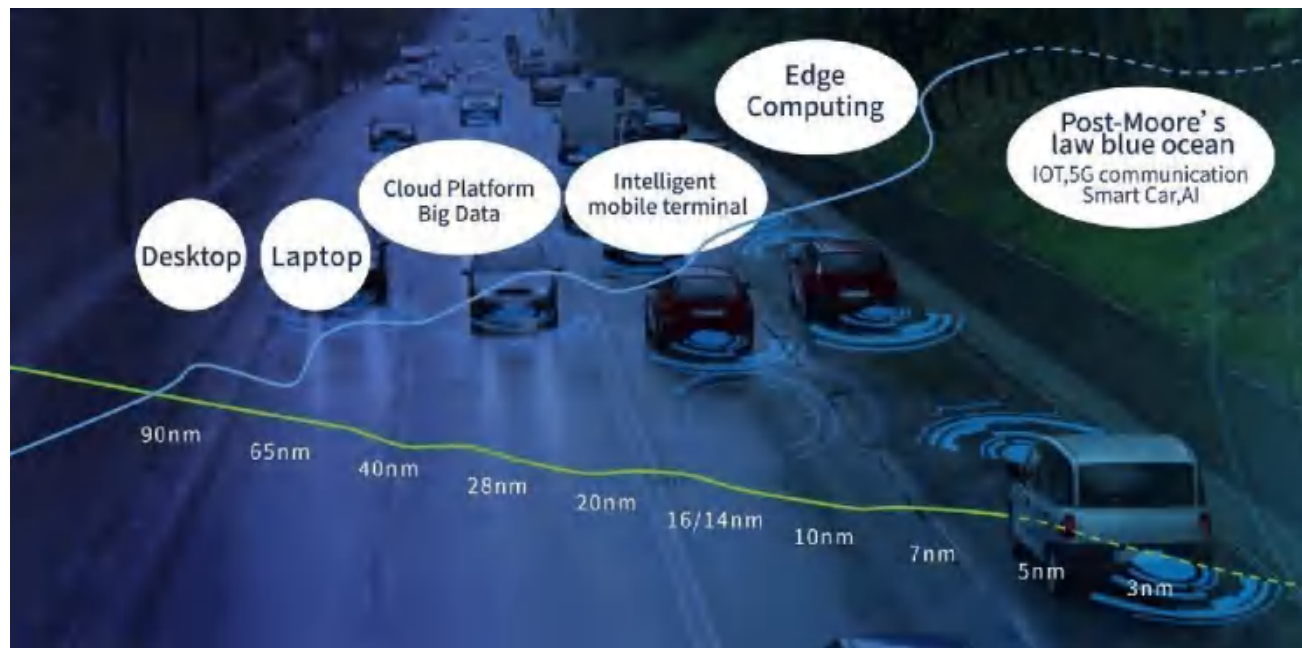 Edge
Computing
Post-Moore’s
law blue ocean
IOT,5G communication
Smart Car,AI
Cloud Platform
Big Data
Intelligent
mobile terminal
Desktop
Laptop
90nm
65nm
40nm
28nm
20nm
16/14nm
10nm
7nm
5nm
3nm